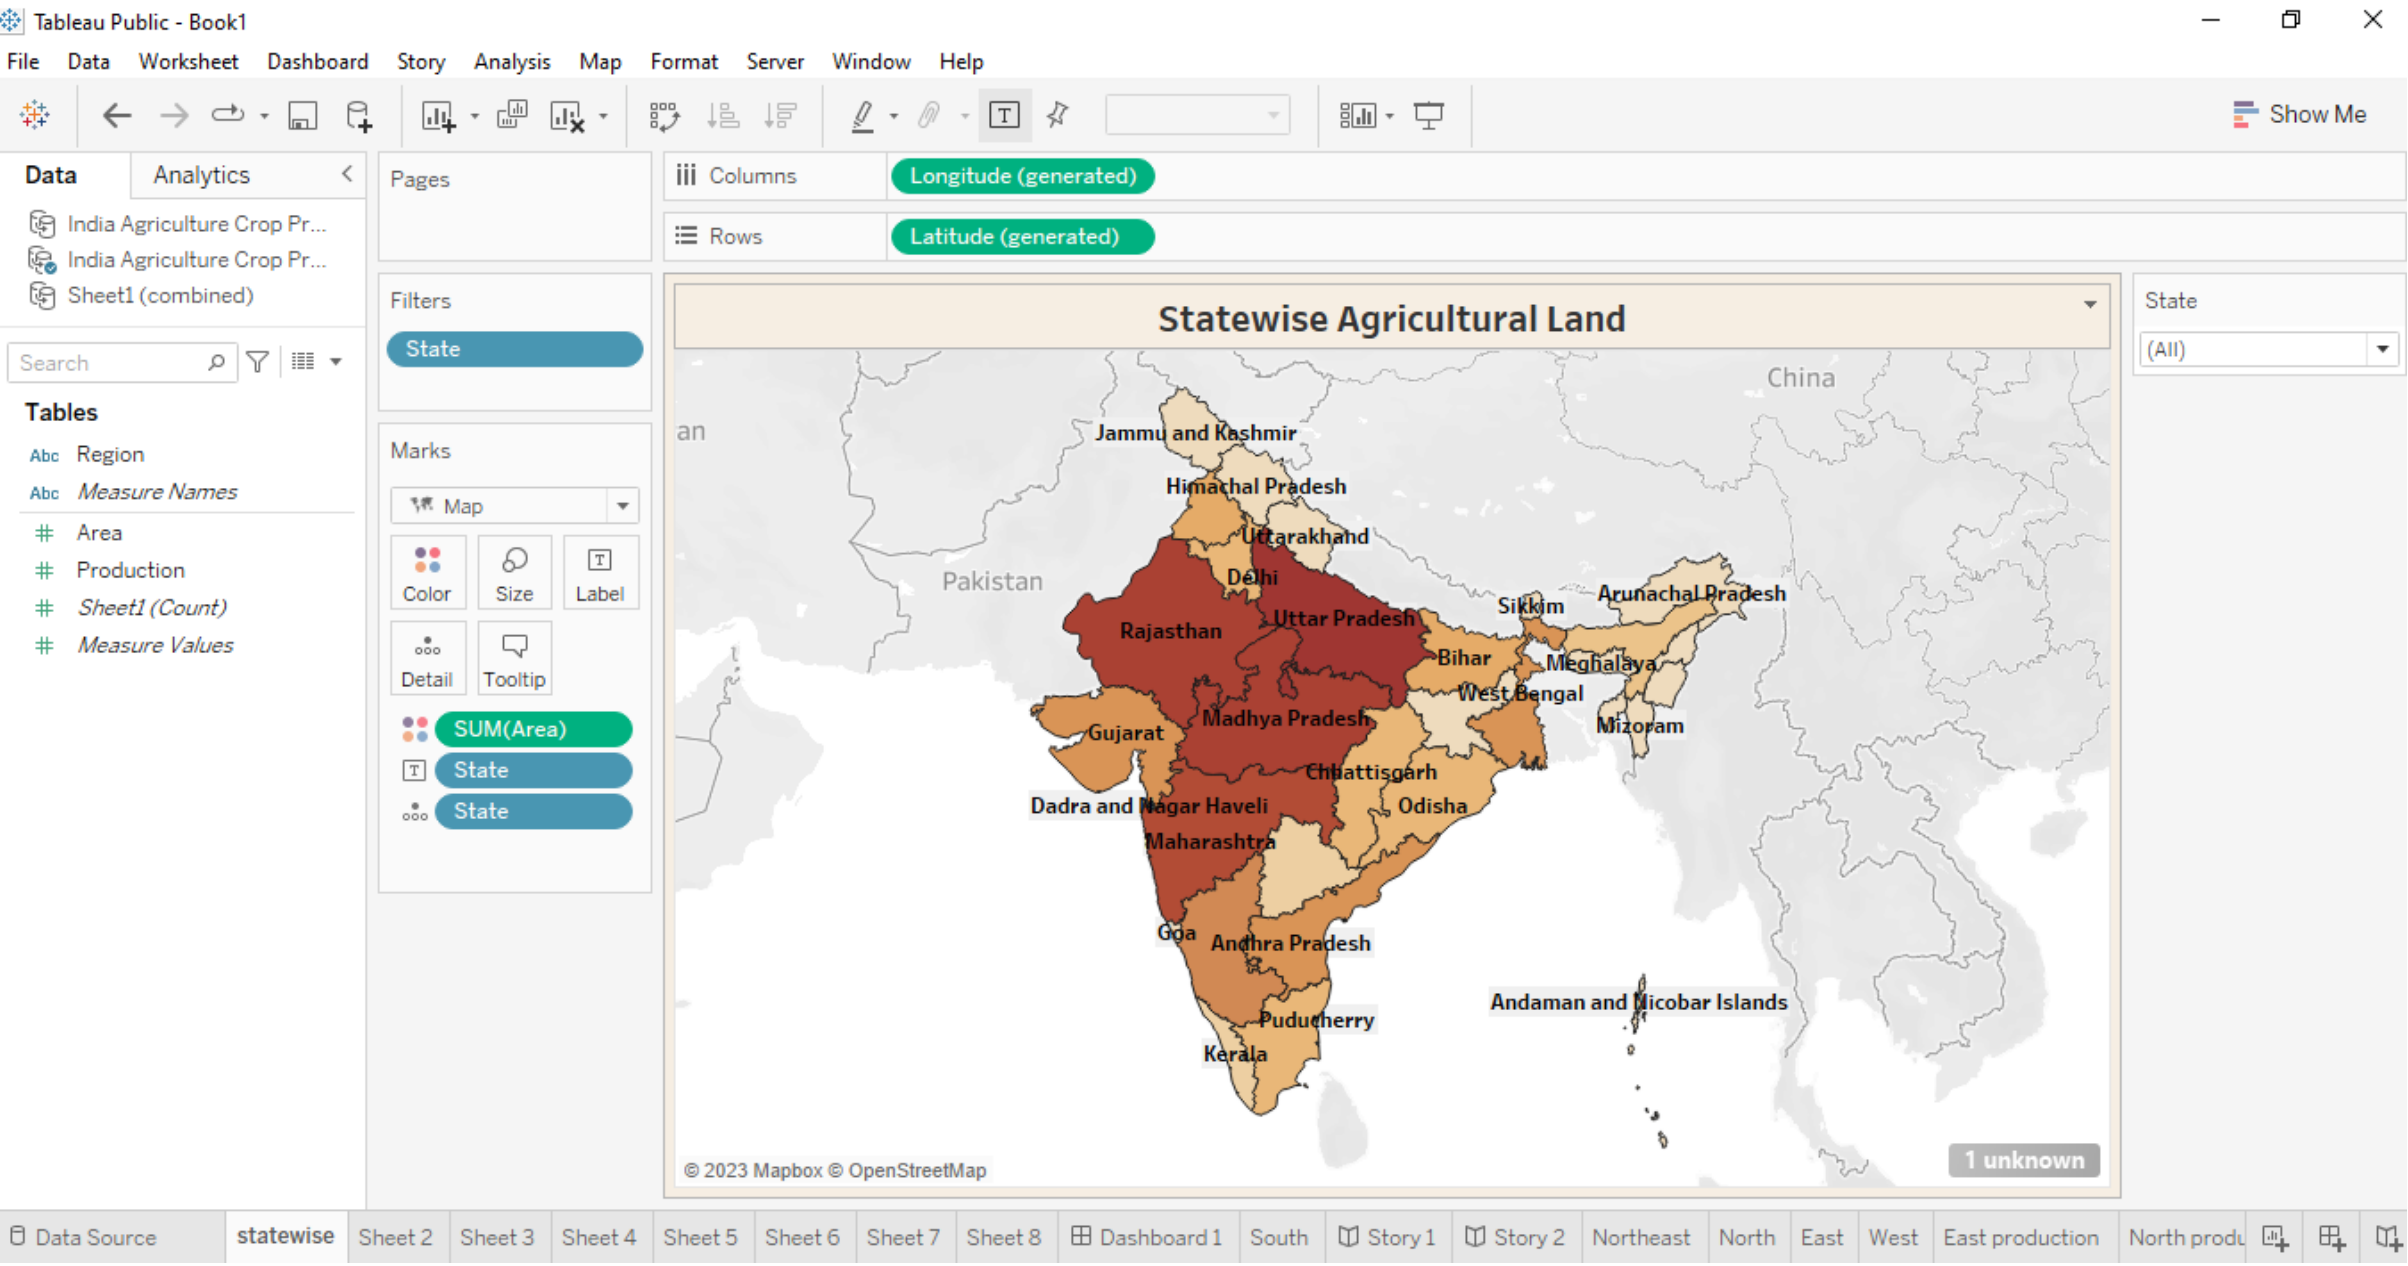 Tableau Public - Book1
File Data Worksheet Dashboard Story Analysis Map Format Server Window Help
Show Me
Data Analytics
India Agriculture Crop Pr...
India Agriculture Crop Pr...
Sheet1 (combined)
Search
Tables
Abc Region
Abc Measure Names
Area
Production
Sheet1 (Count)
Measure Values
Pages
Filters
State
Marks
Map
Color Size Label
Detail Tooltip
SUM(Area)
State
State
Columns Longitude (generated)
Rows Latitude (generated)
Statewise Agricultural Land
State
(All)
China
an
Jammu and Kashmir
Himachal Pradesh
Uttarakhand
Pakistan
Delhi
Arunachal Pradesh
Sikkim
Uttar Pradesh
Rajasthan
Bihar
Meghalaya
West Bengal
Madhya Pradesh
Mizoram
Gujarat
Chhattisgarh
Dadra and Nagar Haveli
Odisha
Maharashtra
Goa
Andhra Pradesh
Andaman and Nicobar Islands
Puducherry
Kerala
© 2023 Mapbox © OpenStreetMap
1 unknown
Data Source statewise Sheet 2 Sheet 3 Sheet 4 Sheet 5 Sheet 6 Sheet 7 Sheet 8 Dashboard 1 South Story 1 Story 2 Northeast North East West East production North produ